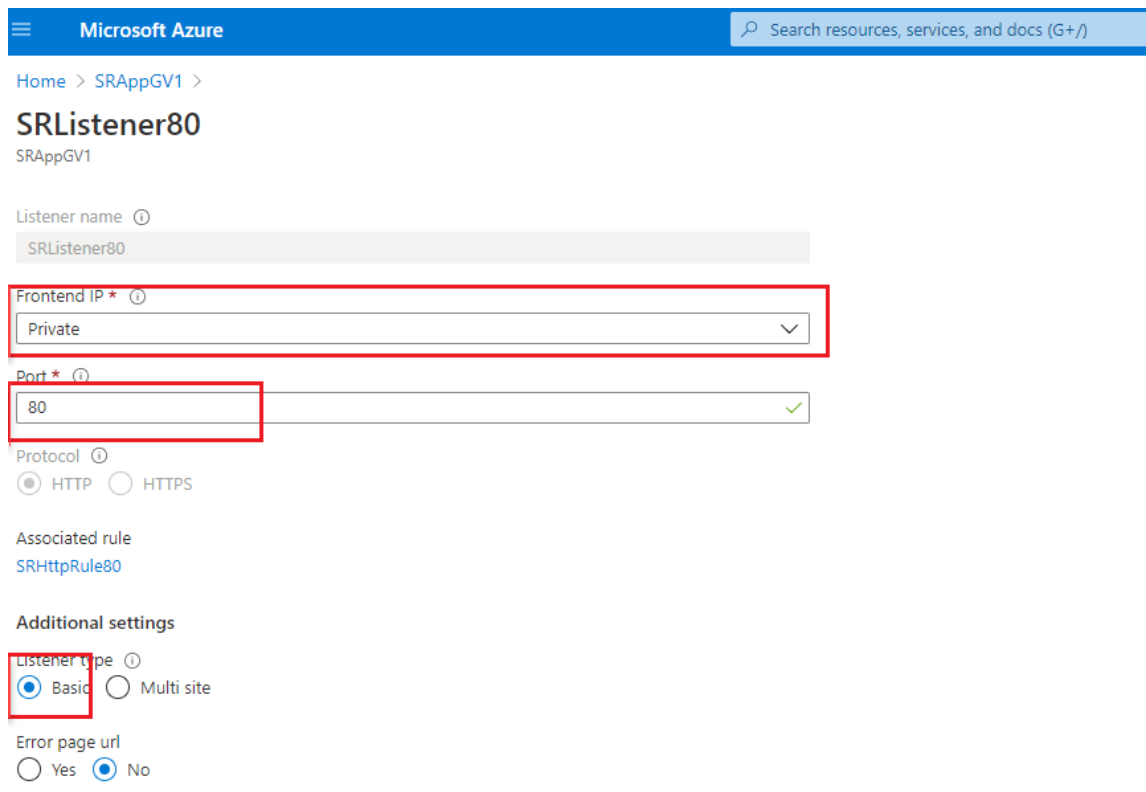 Microsoft Azure
Search resources, services, and docs (G+/)
Home > SRAppGV1 >
SRListener80
SRAppGV1
Listener name
SRListener80
Frontend IP *
Private
Port *
80
Protocol
HTTP HTTPS
Associated rule
SRHttpRule80
Additional settings
Listener type
Basic Multi site
Error page url
Yes No